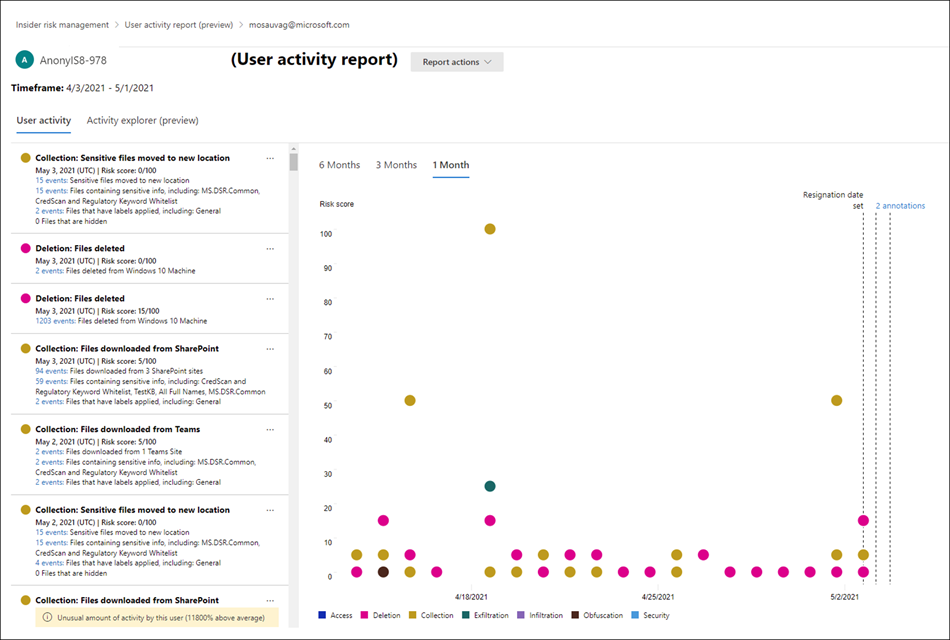 Insider risk management > User activity report (preview) > mosauvag@microsoft.com
A AnonyIS8-978
(User activity report)
Report actions
Timeframe: 4/3/2021 - 5/1/2021
User activity
Activity explorer (preview)
Collection: Sensitive files moved to new location ...
May 3, 2021 (UTC) | Risk score: 0/100
15 events: Sensitive files moved to new location
15 events: Files containing sensitive info, including: MS.DSR.Common,
CredScan and Regulatory Keyword Whitelist
2 events: Files that have labels applied, including: General
0 Files that are hidden
Deletion: Files deleted ...
May 3, 2021 (UTC) | Risk score: 0/100
2 events: Files deleted from Windows 10 Machine
Deletion: Files deleted ...
May 3, 2021 (UTC) | Risk score: 15/100
1203 events: Files deleted from Windows 10 Machine
Collection: Files downloaded from SharePoint ...
May 3, 2021 (UTC) | Risk score: 5/100
94 events: Files downloaded from 3 SharePoint sites
59 events: Files containing sensitive info, including: CredScan and
Regulatory Keyword Whitelist, TestKB, All Full Names, MS.DSR.Common
2 events: Files that have labels applied, including: General
Collection: Files downloaded from Teams ...
May 2, 2021 (UTC) | Risk score: 5/100
2 events: Files downloaded from 1 Teams Site
2 events: Files containing sensitive info, including: MS.DSR.Common,
CredScan and Regulatory Keyword Whitelist
2 events: Files that have labels applied, including: General
Collection: Sensitive files moved to new location ...
May 2, 2021 (UTC) | Risk score: 0/100
15 events: Sensitive files moved to new location
15 events: Files containing sensitive info, including: MS.DSR.Common,
CredScan and Regulatory Keyword Whitelist
4 events: Files that have labels applied, including: General
0 Files that are hidden
Collection: Files downloaded from SharePoint ...
Unusual amount of activity by this user (11800% above average)
6 Months 3 Months 1 Month
Risk score
Resignation date
set
2 annotations
100
90
80
70
60
50
40
30
20
10
0
4/18/2021 4/25/2021 5/2/2021
Access Deletion Collection Exfiltration Infiltration Obfuscation Security